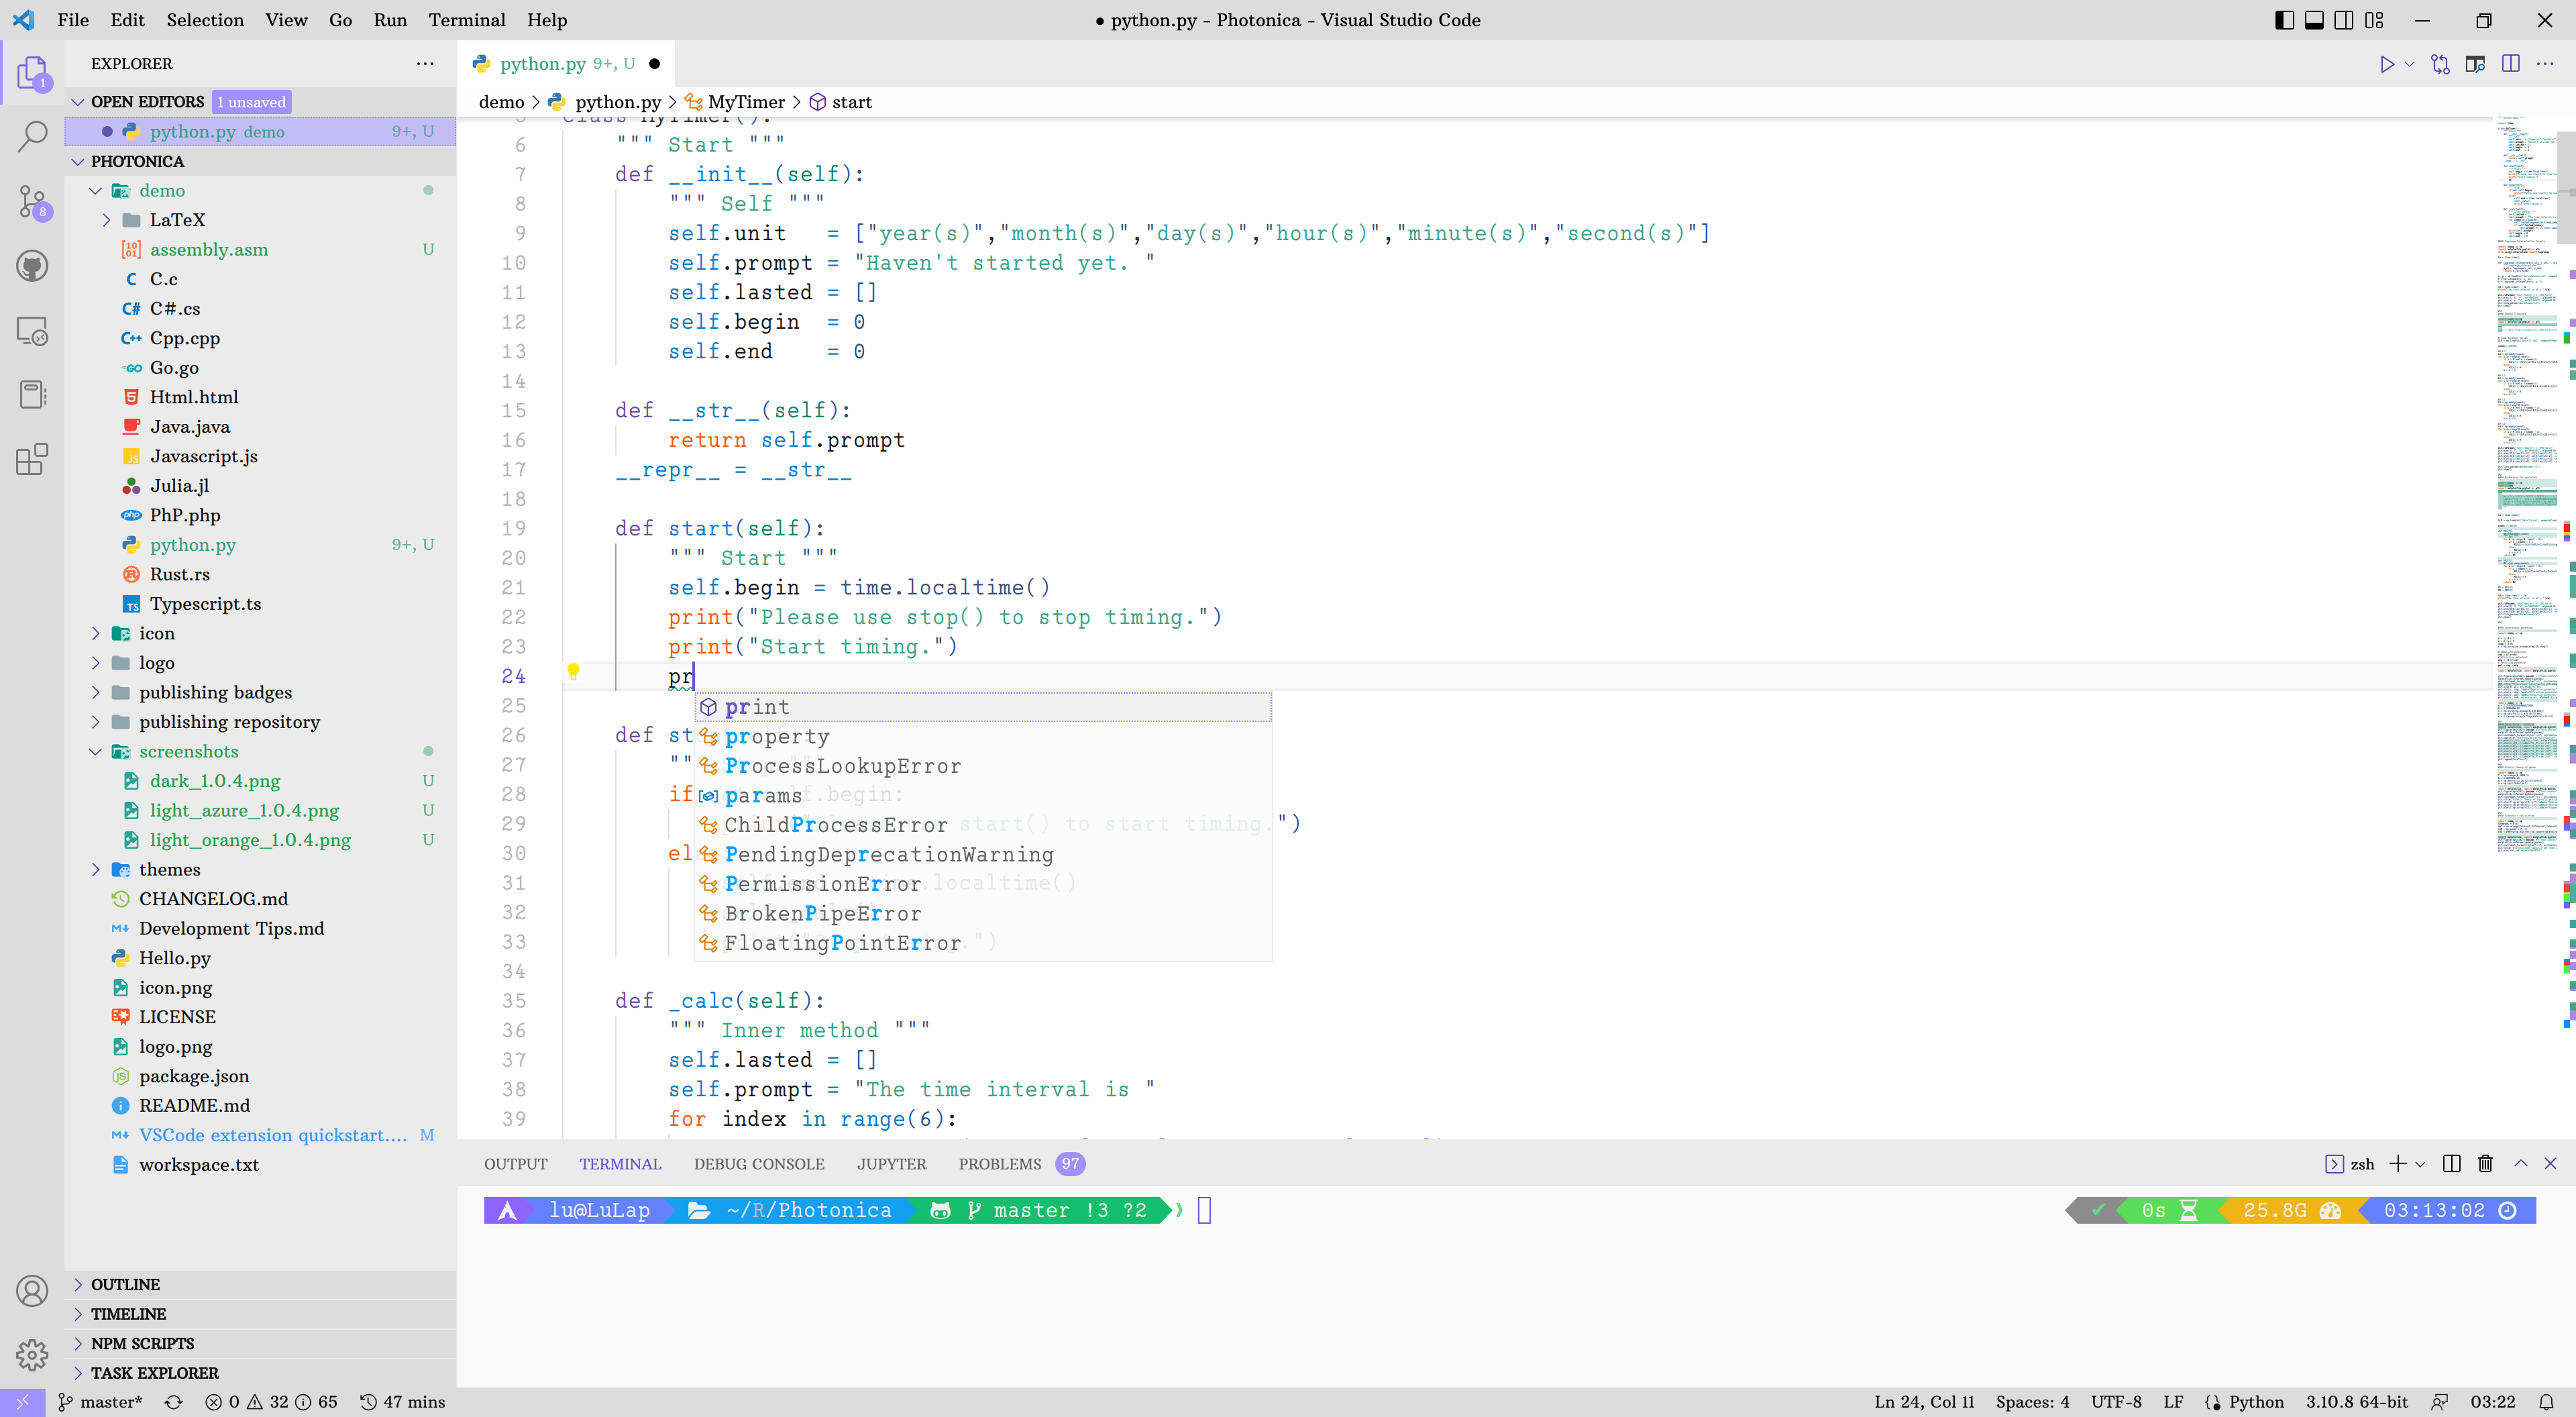 File Edit Selection View Go Run Terminal Help
● python.py - Photonica - Visual Studio Code
1
8
EXPLORER
OPEN EDITORS 1 unsaved
python.py demo 9+, U
PHOTONICA
demo
LaTeX
assembly.asm U
C.c
C#.cs
Cpp.cpp
Go.go
Html.html
Java.java
Javascript.js
Julia.jl
PhP.php
python.py 9+, U
Rust.rs
Typescript.ts
icon
logo
publishing badges
publishing repository
screenshots
dark_1.0.4.png U
light_azure_1.0.4.png U
light_orange_1.0.4.png U
themes
CHANGELOG.md
Development Tips.md
Hello.py
icon.png
LICENSE
logo.png
package.json
README.md
VSCode extension quickstart.... M
workspace.txt
OUTLINE
TIMELINE
NPM SCRIPTS
TASK EXPLORER
python.py 9+, U
demo > python.py > MyTimer > start
5 class MyTimer():
6 """ Start """
7 def __init__(self):
8 """ Self """
9 self.unit   = ["year(s)","month(s)","day(s)","hour(s)","minute(s)","second(s)"]
10 self.prompt = "Haven't started yet. "
11 self.lasted = []
12 self.begin  = 0
13 self.end    = 0
14
15 def __str__(self):
16 return self.prompt
17 __repr__ = __str__
18
19 def start(self):
20 """ Start """
21 self.begin = time.localtime()
22 print("Please use stop() to stop timing.")
23 print("Start timing.")
24 pr
25
26 def st
27 ""
28 if self.begin:
29 start() to start timing.")
30 el
31 .localtime()
32
33 .")
print
property
ProcessLookupError
params
ChildProcessError
PendingDeprecationWarning
PermissionError
BrokenPipeError
FloatingPointError
34
35 def _calc(self):
36 """ Inner method """
37 self.lasted = []
38 self.prompt = "The time interval is "
39 for index in range(6):
OUTPUT TERMINAL DEBUG CONSOLE JUPYTER PROBLEMS 97
zsh
lu@LuLap ~/R/Photonica master !3 ?2
✔ 0s 25.8G 03:13:02
master* 0 32 65 47 mins
Ln 24, Col 11 Spaces: 4 UTF-8 LF Python 3.10.8 64-bit 03:22